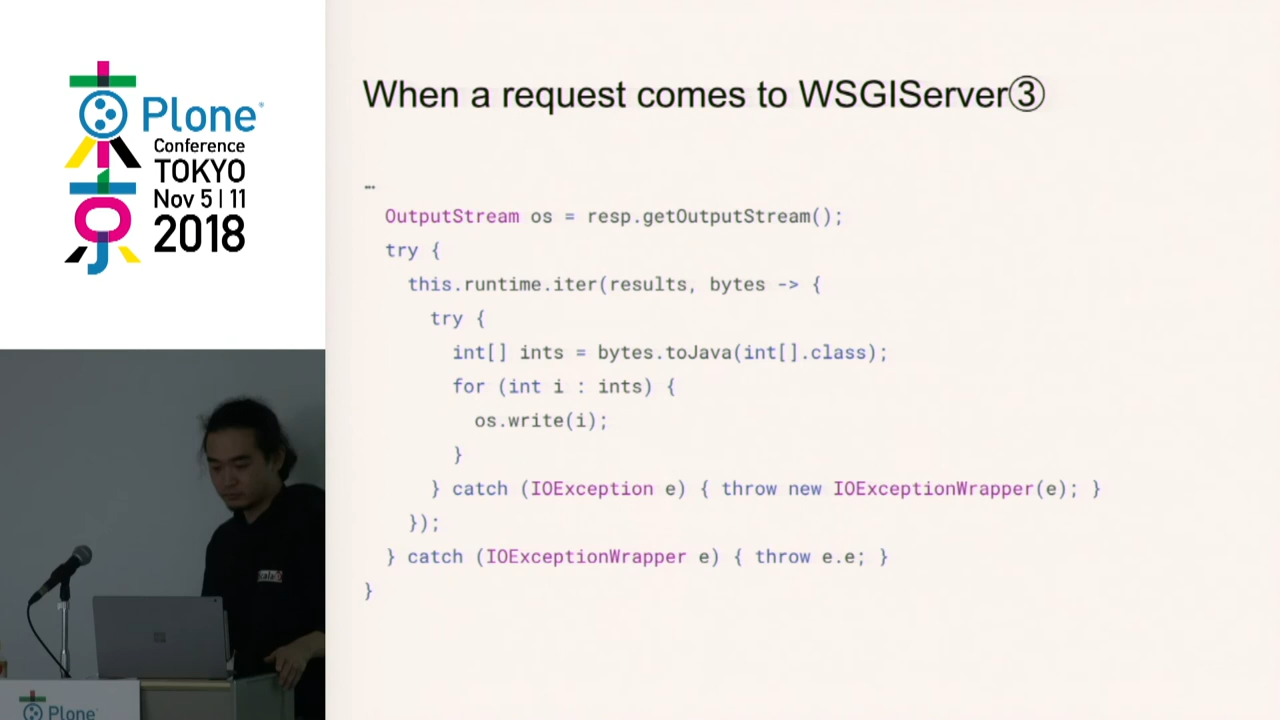 Plone®
Conference
TOKYO
Nov 5 | 11
2018
When a request comes to WSGIServer③
…
OutputStream os = resp.getOutputStream();
try {
this.runtime.iter(results, bytes -> {
try {
int[] ints = bytes.toJava(int[].class);
for (int i : ints) {
os.write(i);
}
} catch (IOException e) { throw new IOExceptionWrapper(e); }
});
} catch (IOExceptionWrapper e) { throw e.e; }
}
Plone